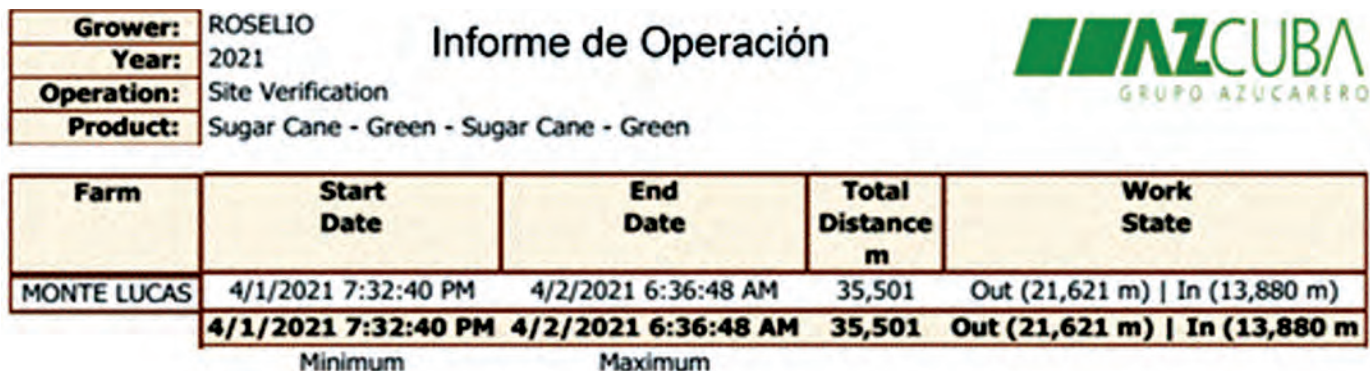 Grower: ROSELIO
Year: 2021
Informe de Operación
Operation: Site Verification
Product: Sugar Cane - Green - Sugar Cane - Green
AZCUBA
GRUPO AZUCARERO
Farm Start Date End Date Total Distance m Work State
MONTE LUCAS 4/1/2021 7:32:40 PM 4/2/2021 6:36:48 AM 35,501 Out (21,621 m) | In (13,880 m)
4/1/2021 7:32:40 PM 4/2/2021 6:36:48 AM 35,501 Out (21,621 m) | In (13,880 m
Minimum Maximum